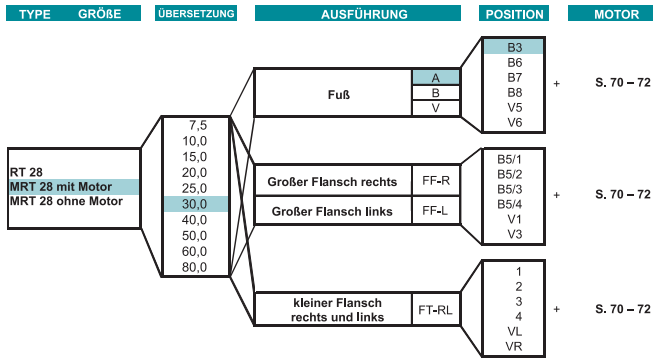 TYPE GRÖßE ÜBERSETZUNG AUSFÜHRUNG POSITION MOTOR
RT 28
MRT 28 mit Motor
MRT 28 ohne Motor
7,5
10,0
15,0
20,0
25,0
30,0
40,0
50,0
60,0
80,0
Fuß
A
B
V
B3
B6
B7
B8
V5
V6
+ S. 70 – 72
Großer Flansch rechts FF-R
Großer Flansch links FF-L
B5/1
B5/2
B5/3
B5/4
V1
V3
+ S. 70 – 72
kleiner Flansch
rechts und links
FT-RL
1
2
3
4
VL
VR
+ S. 70 – 72